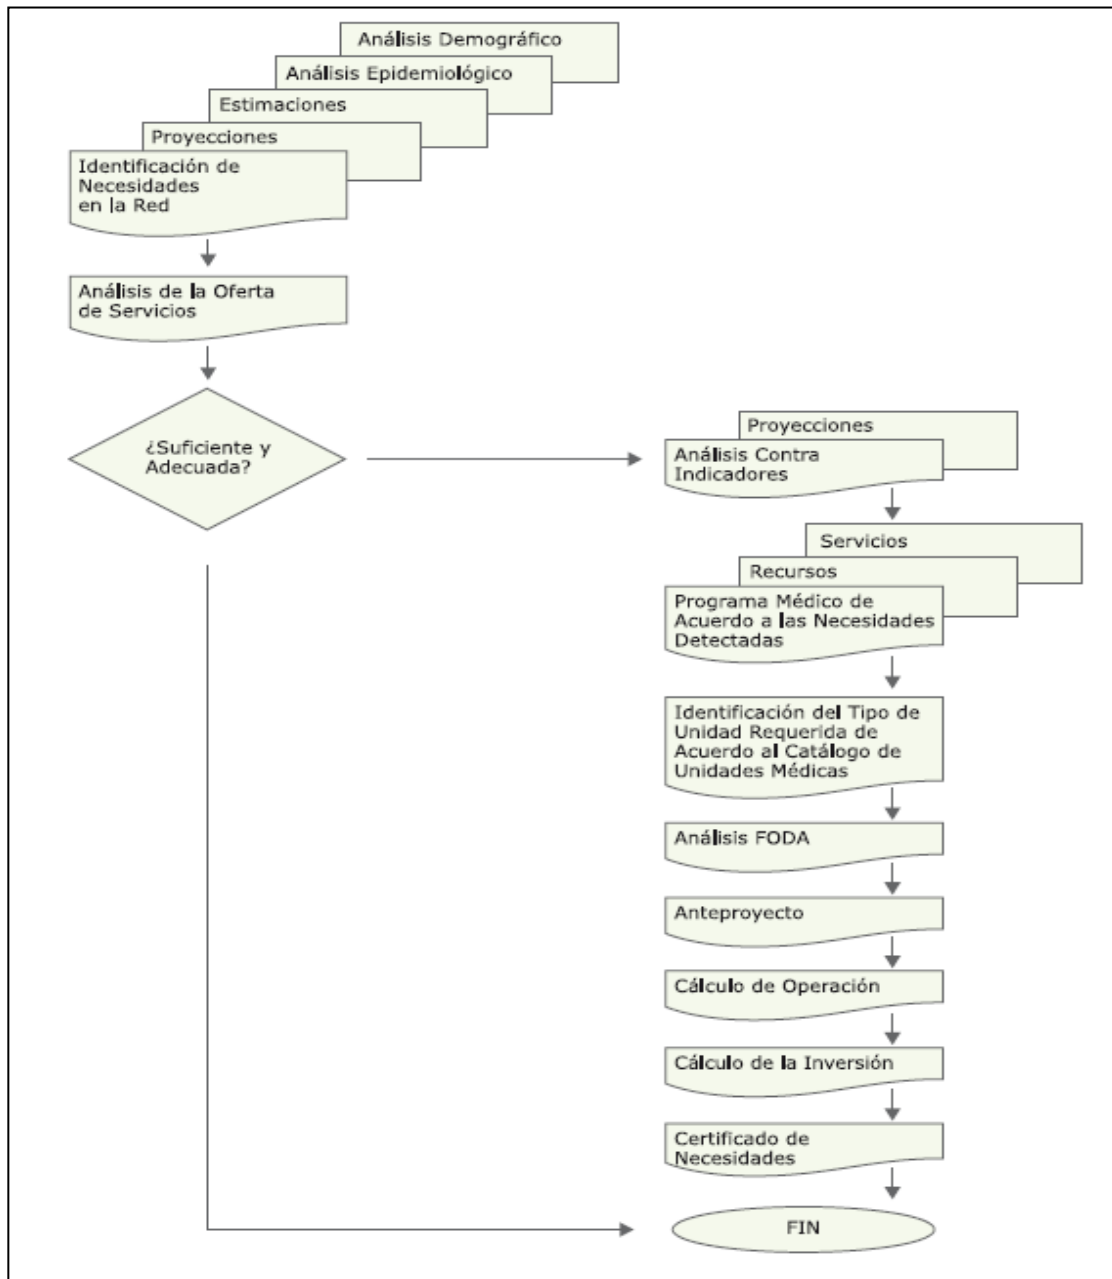 Análisis Demográfico
Análisis Epidemiológico
Estimaciones
Proyecciones
Identificación de
Necesidades
en la Red
Análisis de la Oferta
de Servicios
¿Suficiente y
Adecuada?
Proyecciones
Análisis Contra
Indicadores
Servicios
Recursos
Programa Médico de
Acuerdo a las Necesidades
Detectadas
Identificación del Tipo de
Unidad Requerida de
Acuerdo al Catálogo de
Unidades Médicas
Análisis FODA
Anteproyecto
Cálculo de Operación
Cálculo de la Inversión
Certificado de
Necesidades
FIN